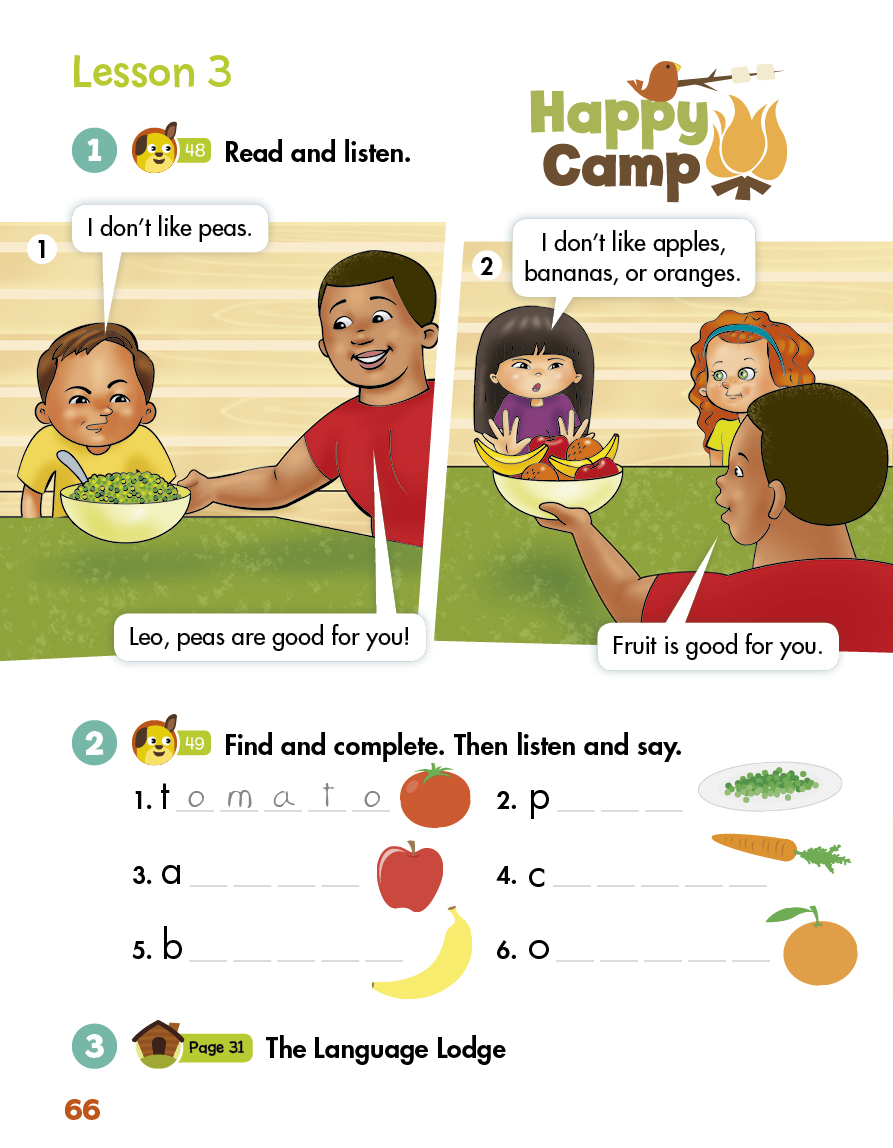 Lesson 3
Happy
Camp
1 48 Read and listen.
1
I don't like peas.
Leo, peas are good for you!
2
I don't like apples,
bananas, or oranges.
Fruit is good for you.
2 49 Find and complete. Then listen and say.
1. t o m a t o
2. p _ _ _
3. a _ _ _ _
4. c _ _ _ _ _
5. b _ _ _ _ _
6. o _ _ _ _ _
3 Page 31 The Language Lodge
66